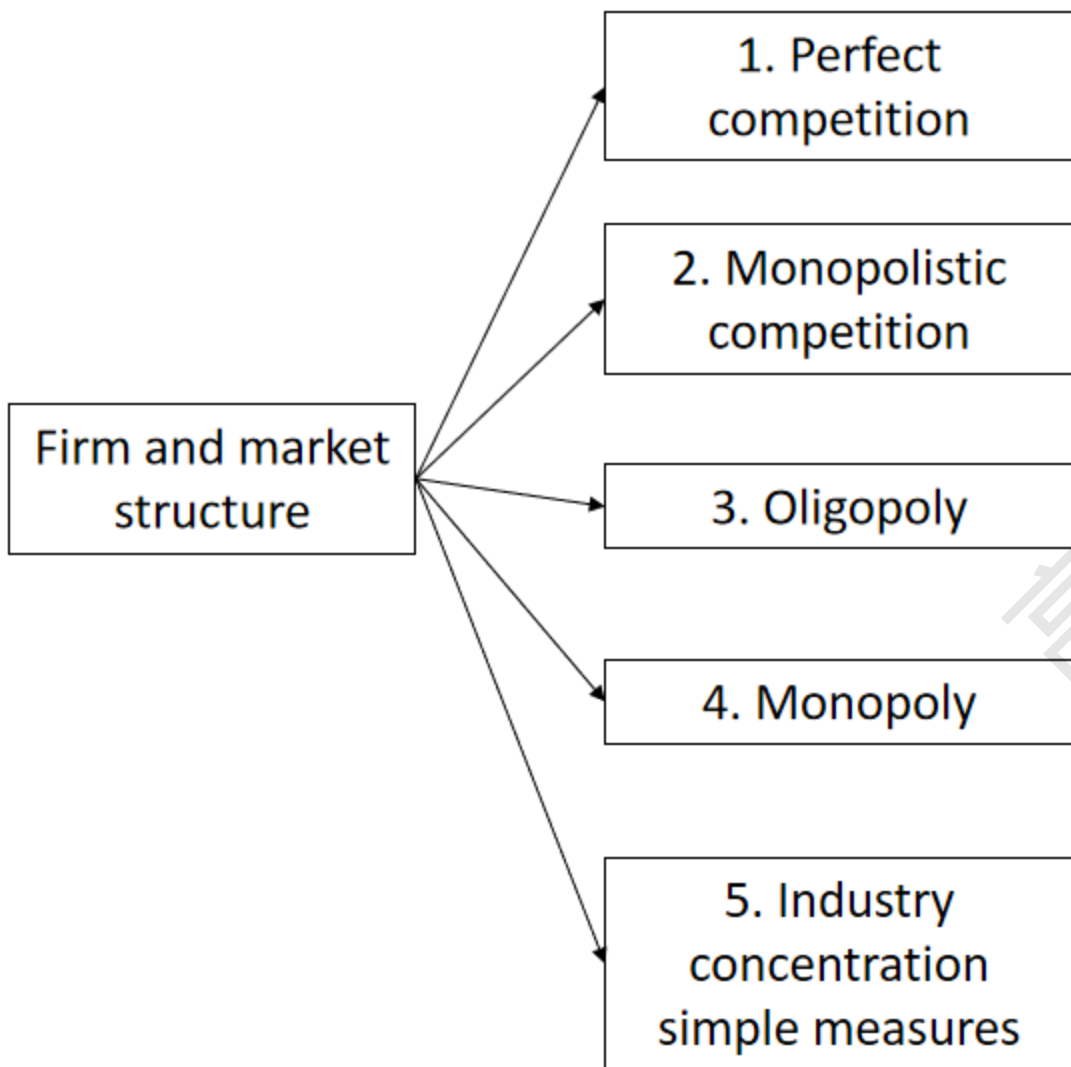 1. Perfect
competition
2. Monopolistic
competition
Firm and market
structure
3. Oligopoly
4. Monopoly
5. Industry
concentration
simple measures